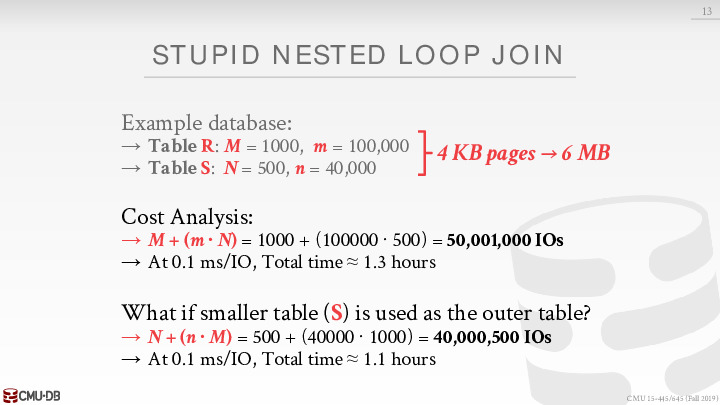 13
STUPID NESTED LOOP JOIN
Example database:
→ Table R: M = 1000, m = 100,000
→ Table S: N = 500, n = 40,000
4 KB pages → 6 MB
Cost Analysis:
→ M + (m · N) = 1000 + (100000 · 500) = 50,001,000 IOs
→ At 0.1 ms/IO, Total time ≈ 1.3 hours
What if smaller table (S) is used as the outer table?
→ N + (n · M) = 500 + (40000 · 1000) = 40,000,500 IOs
→ At 0.1 ms/IO, Total time ≈ 1.1 hours
CMU·DB
CMU 15-445/645 (Fall 2019)